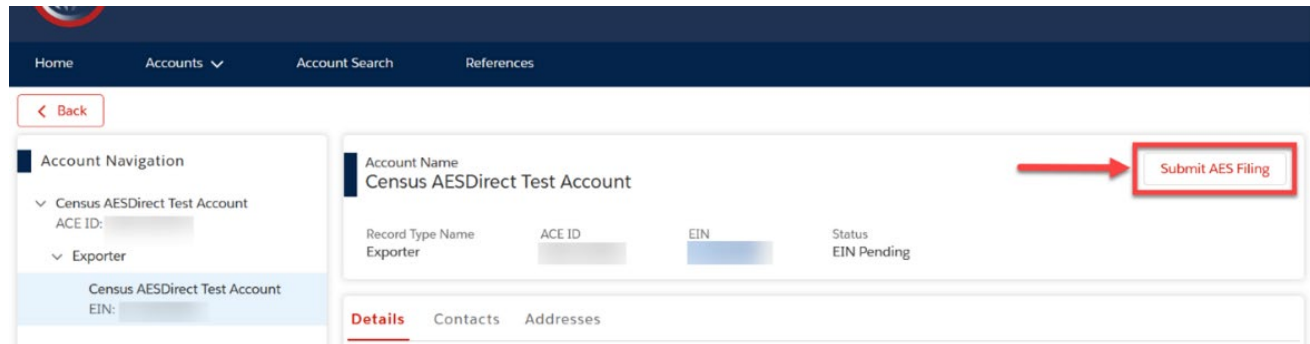 Home Accounts Account Search References
Back
Account Navigation
Census AESDirect Test Account
ACE ID:
Exporter
Census AESDirect Test Account
EIN:
Account Name
Census AESDirect Test Account
Submit AES Filing
Record Type Name ACE ID EIN Status
Exporter EIN Pending
Details Contacts Addresses